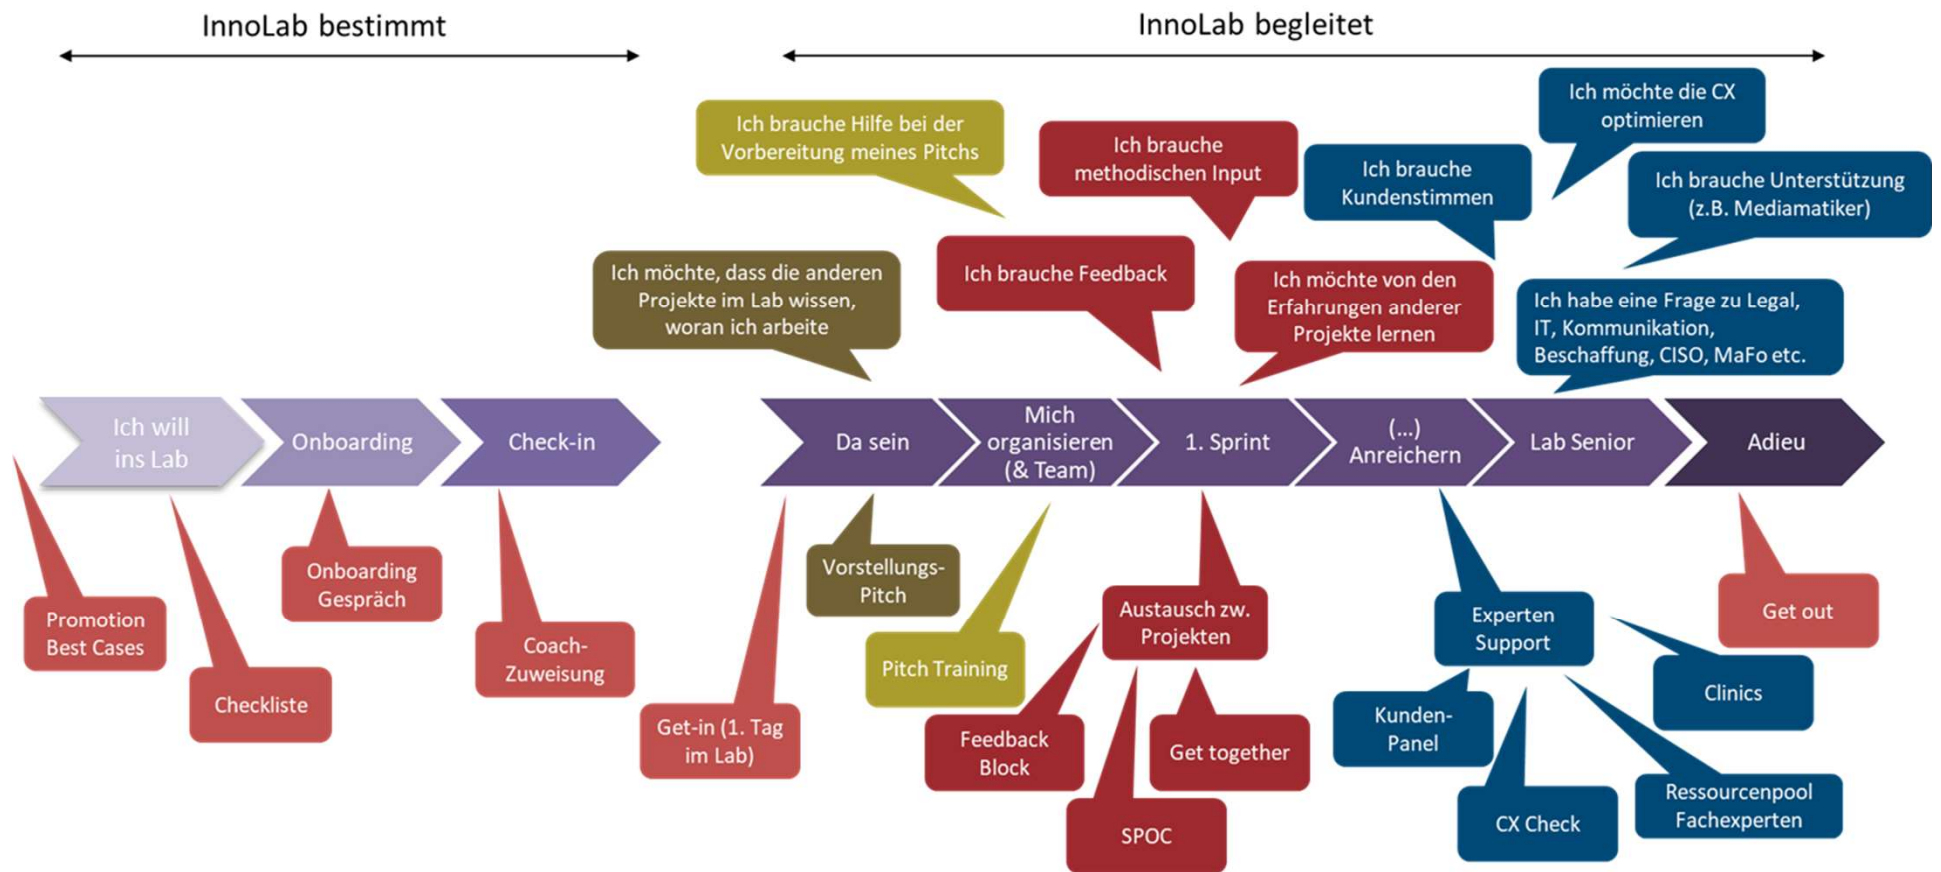 InnoLab bestimmt
InnoLab begleitet
Ich brauche Hilfe bei der
Vorbereitung meines Pitchs
Ich brauche
methodischen Input
Ich brauche
Kundenstimmen
Ich möchte die CX
optimieren
Ich brauche Unterstützung
(z.B. Mediamatiker)
Ich möchte, dass die anderen
Projekte im Lab wissen,
woran ich arbeite
Ich brauche Feedback
Ich möchte von den
Erfahrungen anderer
Projekte lernen
Ich habe eine Frage zu Legal,
IT, Kommunikation,
Beschaffung, CISO, MaFo etc.
Ich will
ins Lab
Onboarding
Check-in
Da sein
Mich
organisieren
(& Team)
1. Sprint
(...)
Anreichern
Lab Senior
Adieu
Promotion
Best Cases
Checkliste
Onboarding
Gespräch
Coach-
Zuweisung
Get-in (1. Tag
im Lab)
Vorstellungs-
Pitch
Pitch Training
Austausch zw.
Projekten
Feedback
Block
SPOC
Get together
Experten
Support
Kunden-
Panel
CX Check
Ressourcenpool
Fachexperten
Clinics
Get out